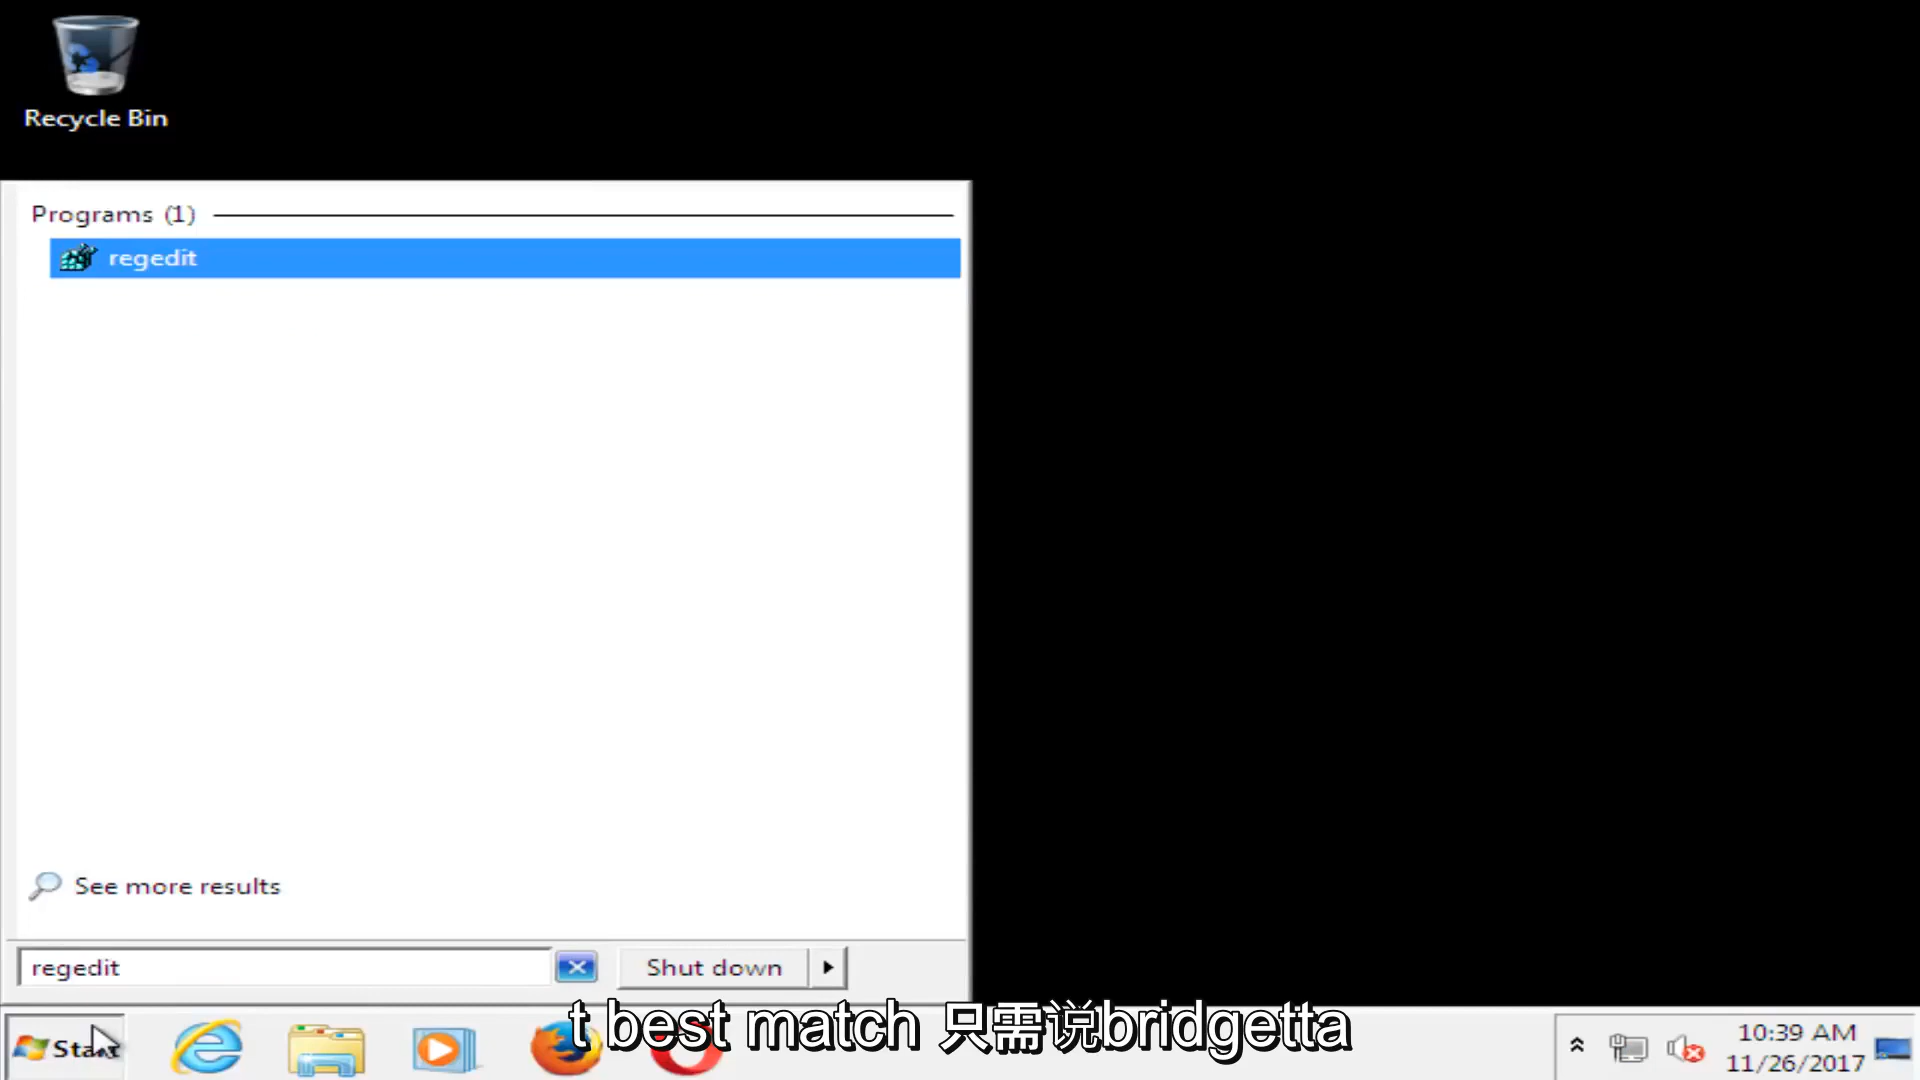 Recycle Bin
Programs (1)
regedit
See more results
regedit
Shut down
t best match 只需说bridgetta
Start
10:39 AM
11/26/2017